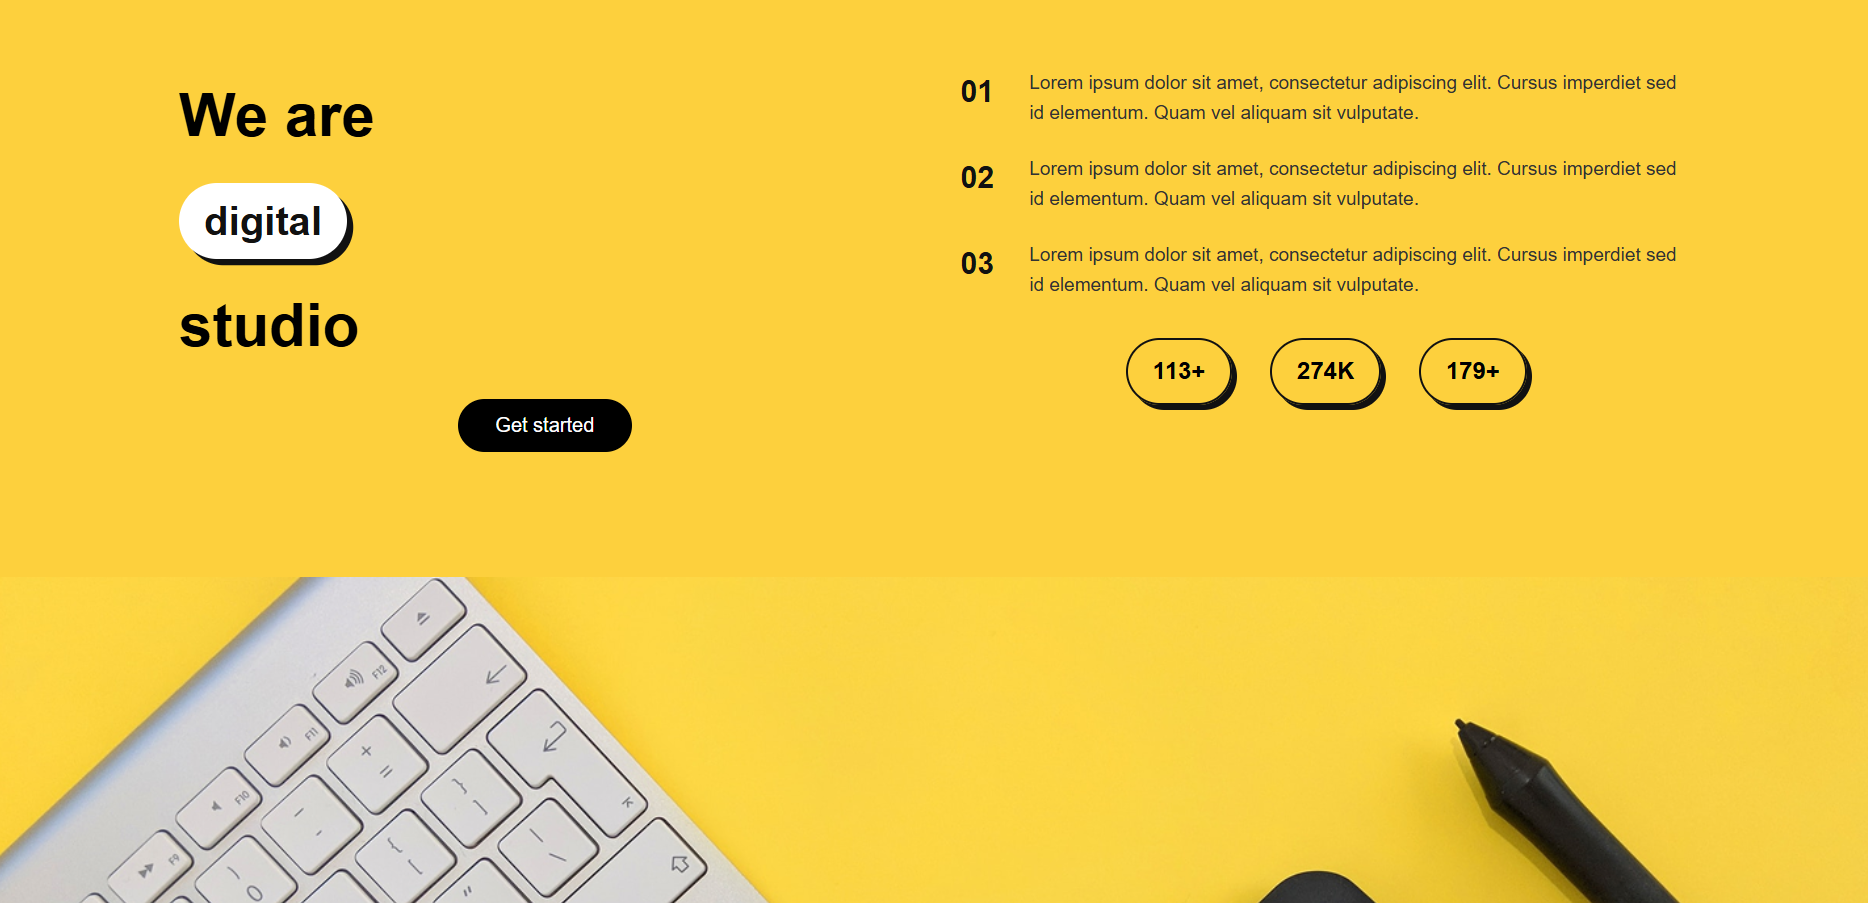 We are
digital
studio
Get started
01
Lorem ipsum dolor sit amet, consectetur adipiscing elit. Cursus imperdiet sed
id elementum. Quam vel aliquam sit vulputate.
02
Lorem ipsum dolor sit amet, consectetur adipiscing elit. Cursus imperdiet sed
id elementum. Quam vel aliquam sit vulputate.
03
Lorem ipsum dolor sit amet, consectetur adipiscing elit. Cursus imperdiet sed
id elementum. Quam vel aliquam sit vulputate.
113+
274K
179+
F12
F11
F10
F9